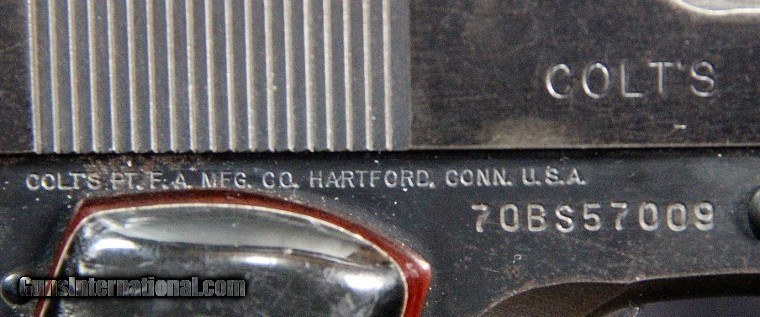 COLT'S
COLT'S PT. F. A. MFG. CO. HARTFORD, CONN. U.S.A.
70BS57009
GunsInternational.com